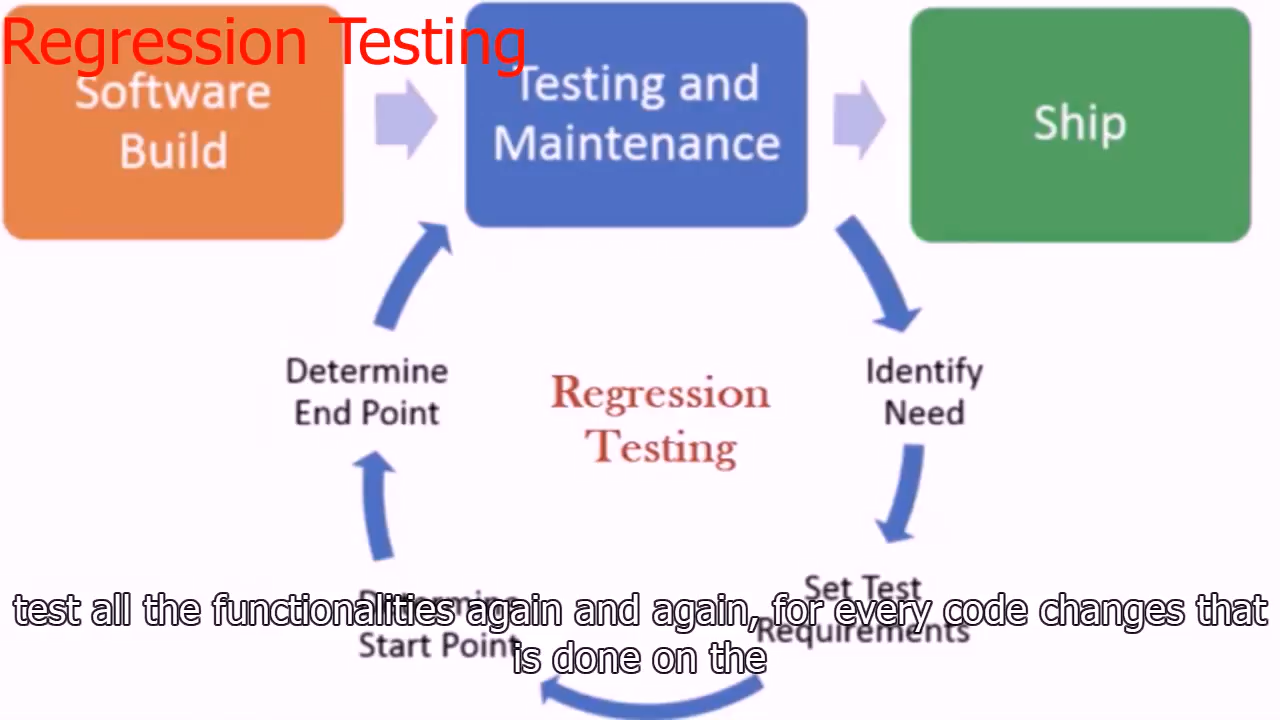 Regression Testing
Software
Build
Testing and
Maintenance
Ship
Determine
End Point
Regression
Testing
Identify
Need
Set Test
Requirements
Determine
Start Point
test all the functionalities again and again, for every code changes that
is done on the